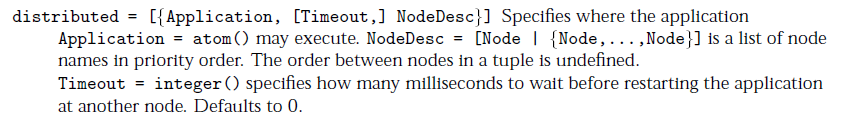 distributed = [{Application, [Timeout,] NodeDesc}] Specifies where the application
Application = atom() may execute. NodeDesc = [Node | {Node,...,Node}] is a list of node
names in priority order. The order between nodes in a tuple is undefined.
Timeout = integer() specifies how many milliseconds to wait before restarting the application
at another node. Defaults to 0.